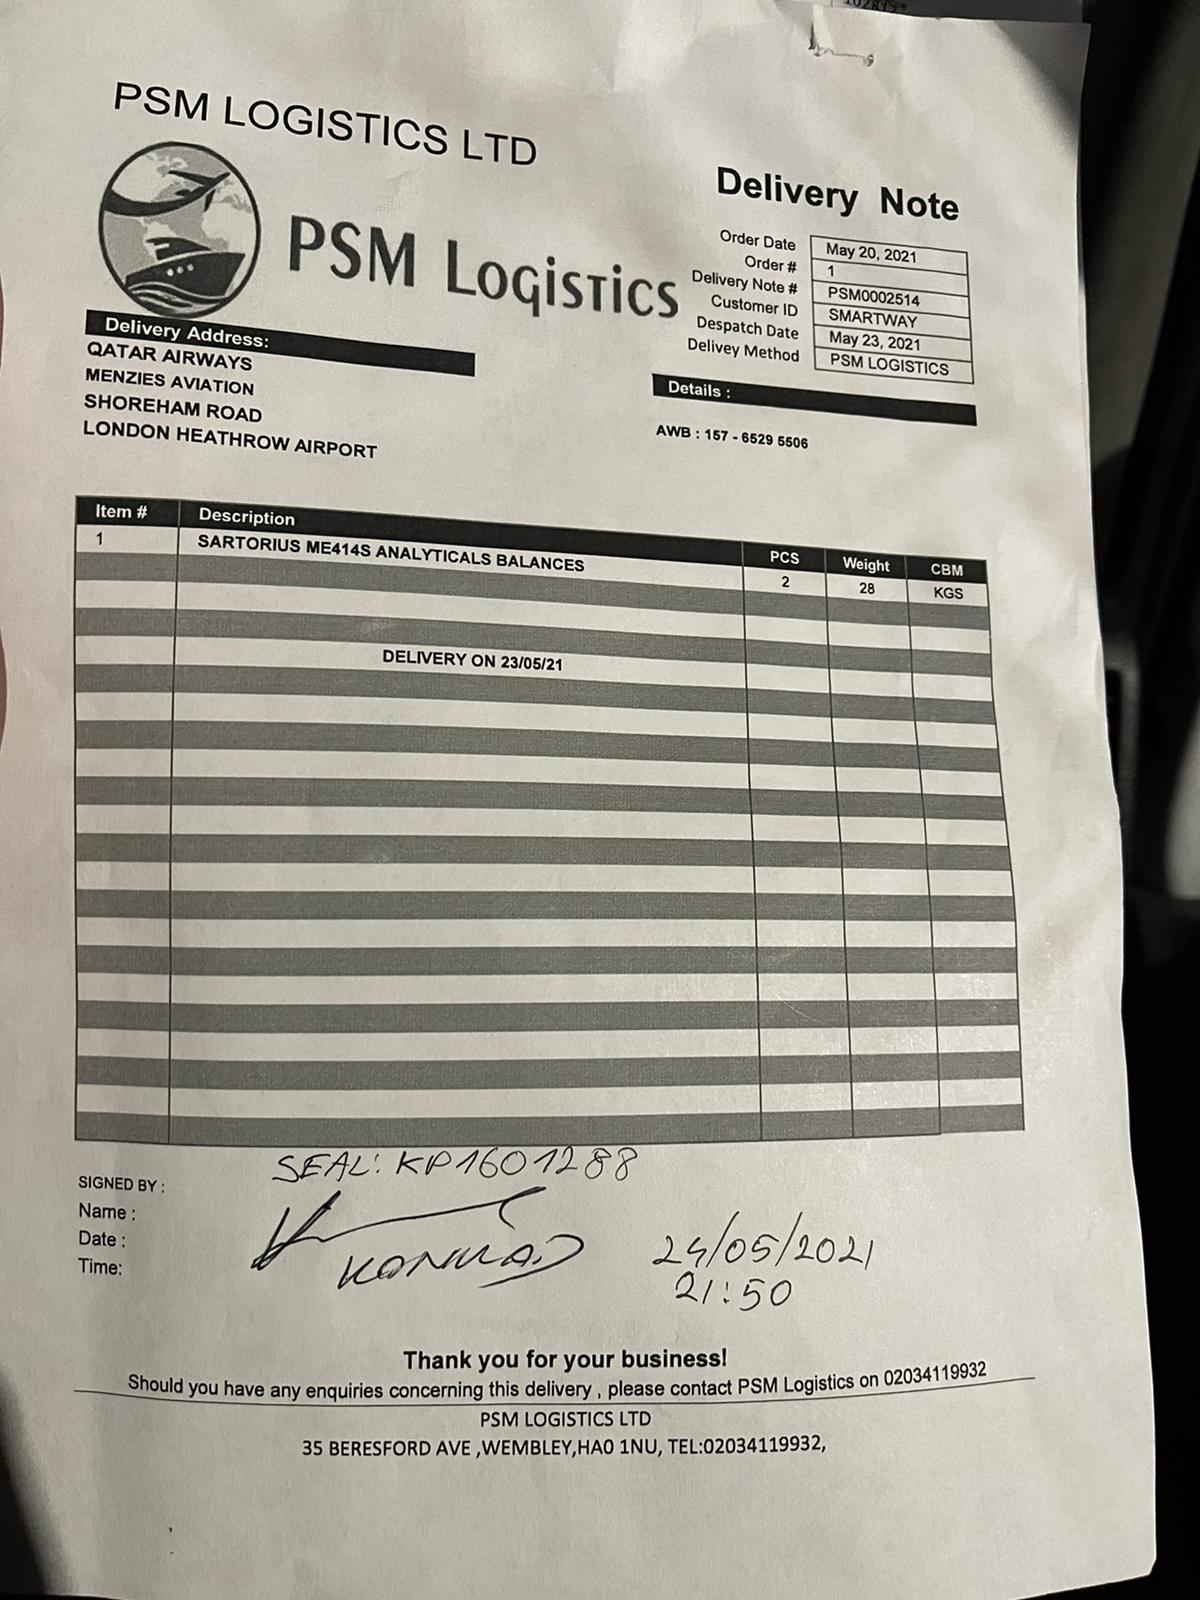 PSM LOGISTICS LTD
PSM Logistics
Delivery Note
Order Date May 20, 2021
Order # 1
Delivery Note # PSM0002514
Customer ID SMARTWAY
Despatch Date May 23, 2021
Delivey Method PSM LOGISTICS
Delivery Address:
QATAR AIRWAYS
MENZIES AVIATION
SHOREHAM ROAD
LONDON HEATHROW AIRPORT
Details :
AWB : 157 - 6529 5506
Item # Description PCS Weight CBM
1 SARTORIUS ME414S ANALYTICALS BALANCES 2 28 KGS
DELIVERY ON 23/05/21
SEAL: KP1601288
SIGNED BY :
Name :
Date :
Time:
KONRAD
24/05/2021
21:50
Thank you for your business!
Should you have any enquiries concerning this delivery , please contact PSM Logistics on 02034119932
PSM LOGISTICS LTD
35 BERESFORD AVE ,WEMBLEY,HA0 1NU, TEL:02034119932,